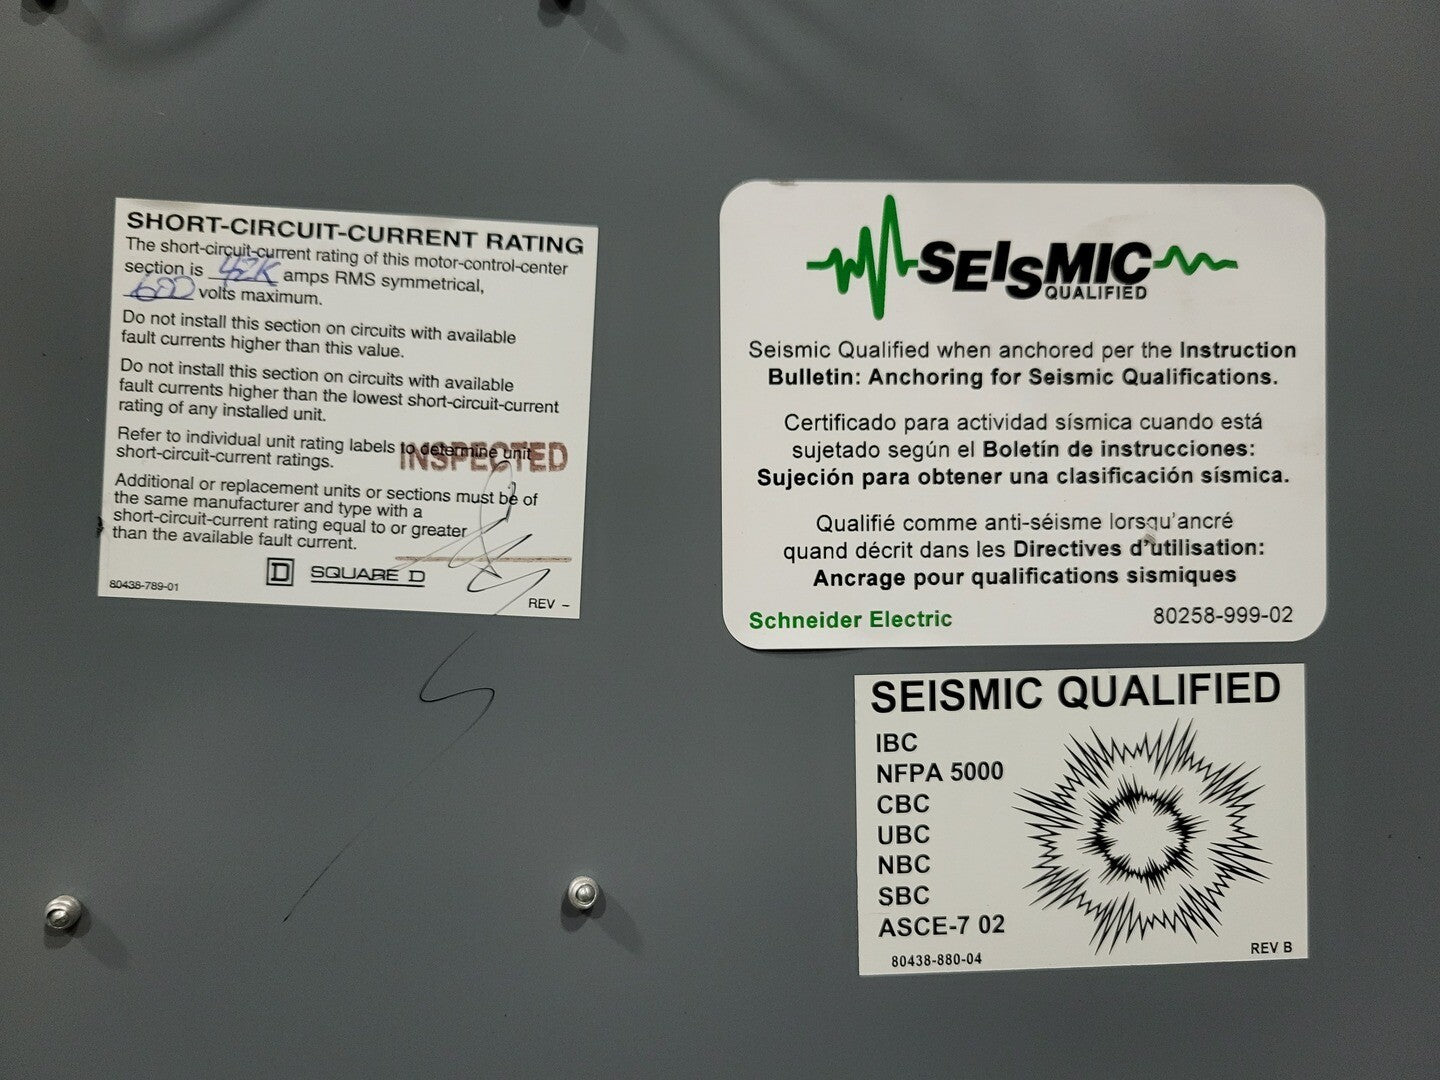 SHORT-CIRCUIT-CURRENT RATING
The short-circuit-current rating of this motor-control-center
section is 42K amps RMS symmetrical,
600 volts maximum.
Do not install this section on circuits with available
fault currents higher than this value.
Do not install this section on circuits with available
fault currents higher than the lowest short-circuit-current
rating of any installed unit.
Refer to individual unit rating labels to determine unit
short-circuit-current ratings.
INSPECTED
Additional or replacement units or sections must be of
the same manufacturer and type with a
short-circuit-current rating equal to or greater
than the available fault current.
80438-789-01
D SQUARE D
REV –
SEISMIC
QUALIFIED
Seismic Qualified when anchored per the Instruction
Bulletin: Anchoring for Seismic Qualifications.
Certificado para actividad sísmica cuando está
sujetado según el Boletín de instrucciones:
Sujeción para obtener una clasificación sísmica.
Qualifié comme anti-séisme lorsqu'ancré
quand décrit dans les Directives d'utilisation:
Ancrage pour qualifications sismiques
Schneider Electric 80258-999-02
SEISMIC QUALIFIED
IBC
NFPA 5000
CBC
UBC
NBC
SBC
ASCE-7 02
80438-880-04
REV B